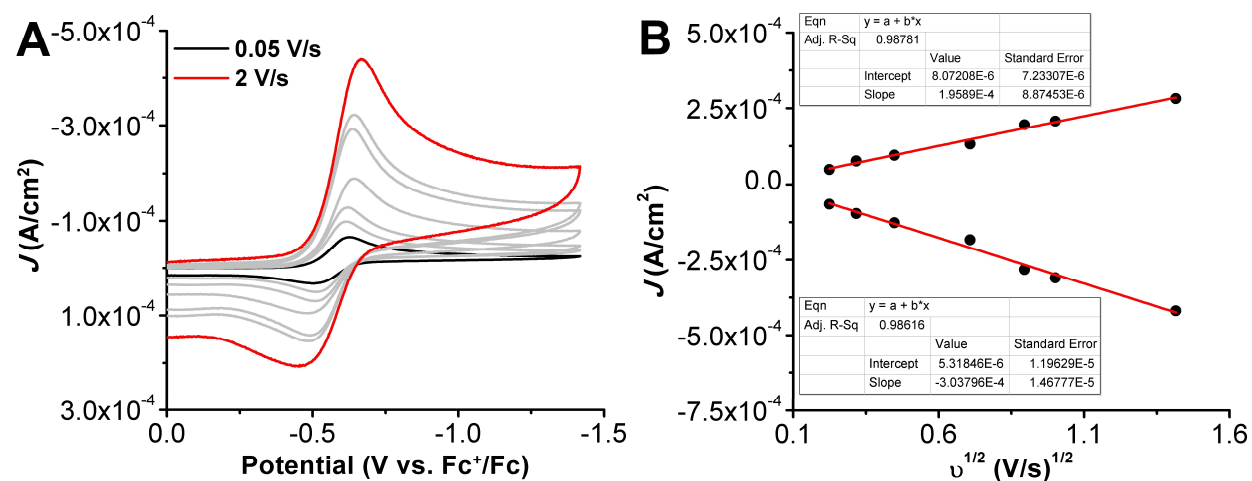 A
-5.0x10⁻⁴
-3.0x10⁻⁴
-1.0x10⁻⁴
1.0x10⁻⁴
3.0x10⁻⁴
J (A/cm²)
0.05 V/s
2 V/s
0.0 -0.5 -1.0 -1.5
Potential (V vs. Fc⁺/Fc)
B
5.0x10⁻⁴
2.5x10⁻⁴
0.0
-2.5x10⁻⁴
-5.0x10⁻⁴
-7.5x10⁻⁴
J (A/cm²)
Eqn y = a + b*x
Adj. R-Sq 0.98781
Value Standard Error
Intercept 8.07208E-6 7.23307E-6
Slope 1.9589E-4 8.87453E-6
Eqn y = a + b*x
Adj. R-Sq 0.98616
Value Standard Error
Intercept 5.31846E-6 1.19629E-5
Slope -3.03796E-4 1.46777E-5
0.1 0.6 1.1 1.6
υ¹/² (V/s)¹/²